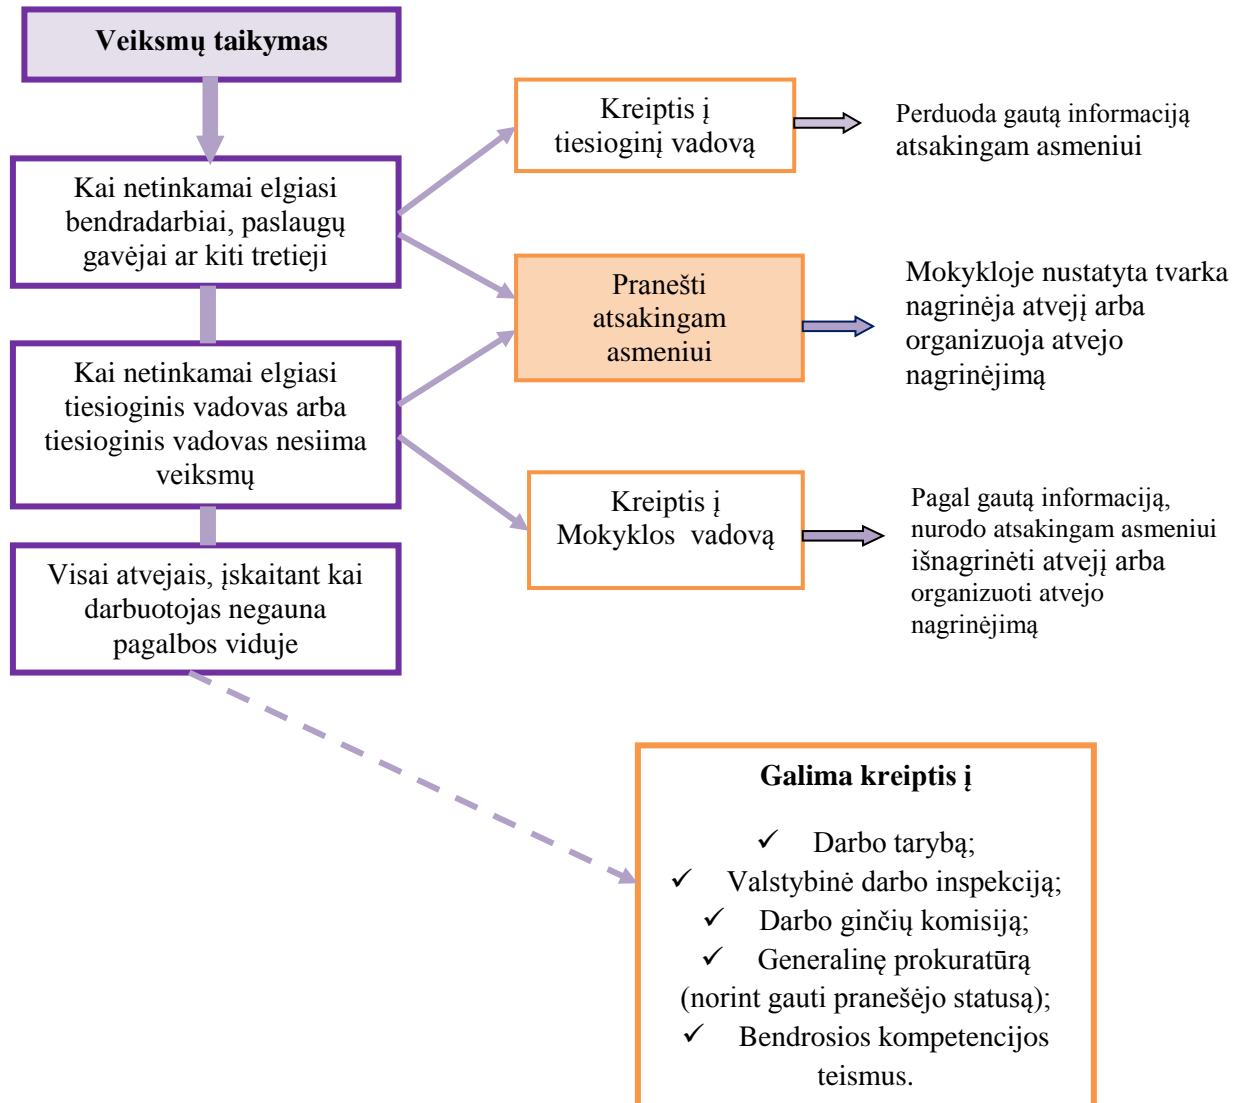 Veiksmų taikymas
Kai netinkamai elgiasi
bendradarbiai, paslaugų
gavėjai ar kiti tretieji
Kai netinkamai elgiasi
tiesioginis vadovas arba
tiesioginis vadovas nesiima
veiksmų
Visai atvejais, įskaitant kai
darbuotojas negauna
pagalbos viduje
Kreiptis į
tiesioginį vadovą
Perduoda gautą informaciją
atsakingam asmeniui
Pranešti
atsakingam
asmeniui
Mokykloje nustatyta tvarka
nagrinėja atvejį arba
organizuoja atvejo
nagrinėjimą
Kreiptis į
Mokyklos vadovą
Pagal gautą informaciją,
nurodo atsakingam asmeniui
išnagrinėti atvejį arba
organizuoti atvejo
nagrinėjimą
Galima kreiptis į
✓ Darbo tarybą;
✓ Valstybinė darbo inspekciją;
✓ Darbo ginčių komisiją;
✓ Generalinę prokuratūrą
(norint gauti pranešėjo statusą);
✓ Bendrosios kompetencijos
teismus.